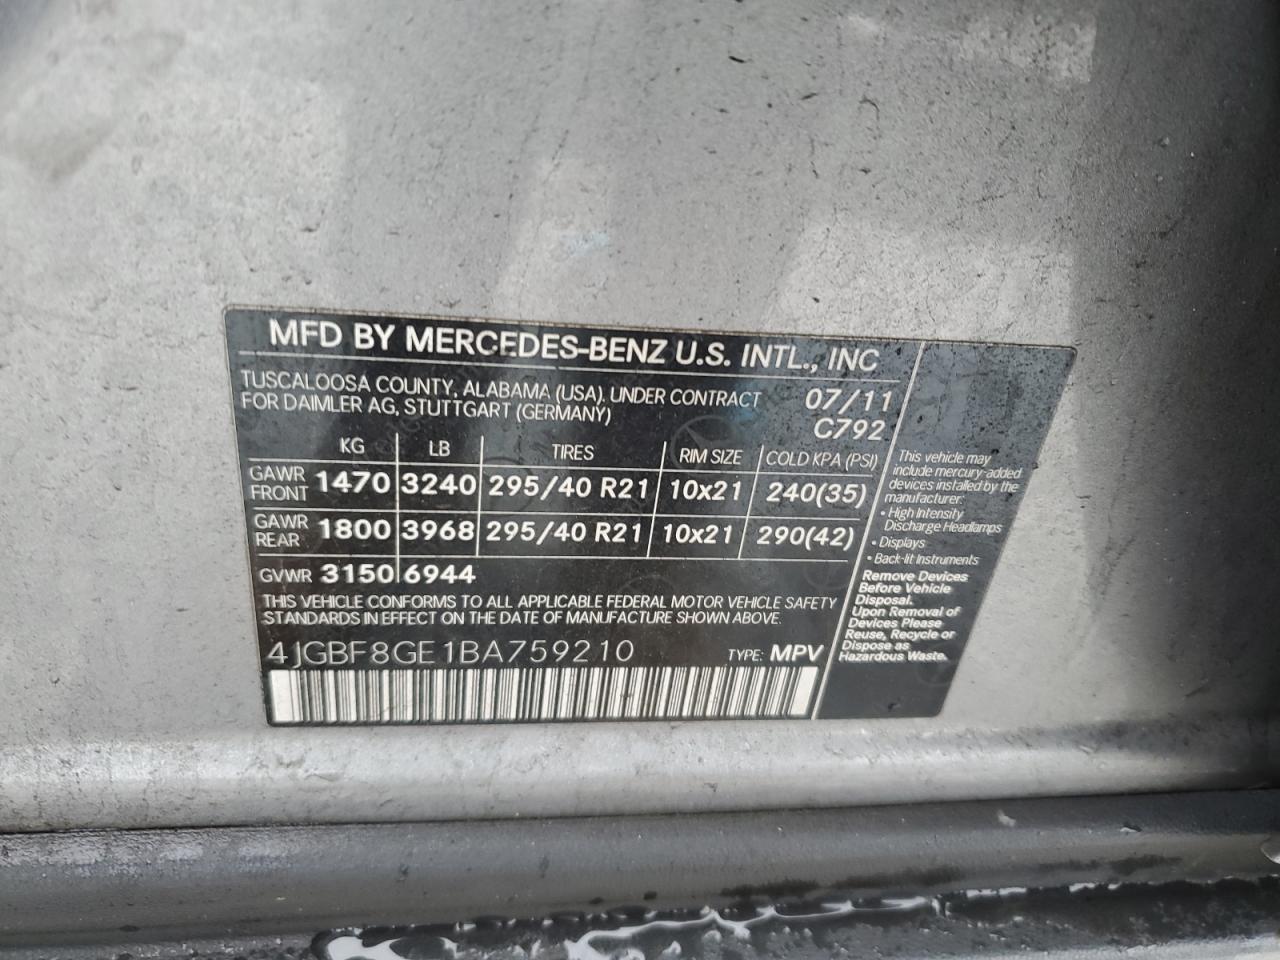 MFD BY MERCEDES-BENZ U.S. INTL., INC
TUSCALOOSA COUNTY, ALABAMA (USA). UNDER CONTRACT
FOR DAIMLER AG, STUTTGART (GERMANY)
07/11
C792
KG LB TIRES RIM SIZE COLD KPA (PSI)
GAWR FRONT 1470 3240 295/40 R21 10x21 240(35)
GAWR REAR 1800 3968 295/40 R21 10x21 290(42)
GVWR 3150 6944
THIS VEHICLE CONFORMS TO ALL APPLICABLE FEDERAL MOTOR VEHICLE SAFETY
STANDARDS IN EFFECT ON THE DATE OF MANUFACTURE SHOWN ABOVE.
4JGBF8GE1BA759210 TYPE: MPV
This vehicle may
include mercury-added
devices installed by the
manufacturer:
• High Intensity
Discharge Headlamps
• Displays
• Back-lit Instruments
Remove Devices
Before Vehicle
Disposal.
Upon Removal of
Devices Please
Reuse, Recycle or
Dispose as
Hazardous Waste.